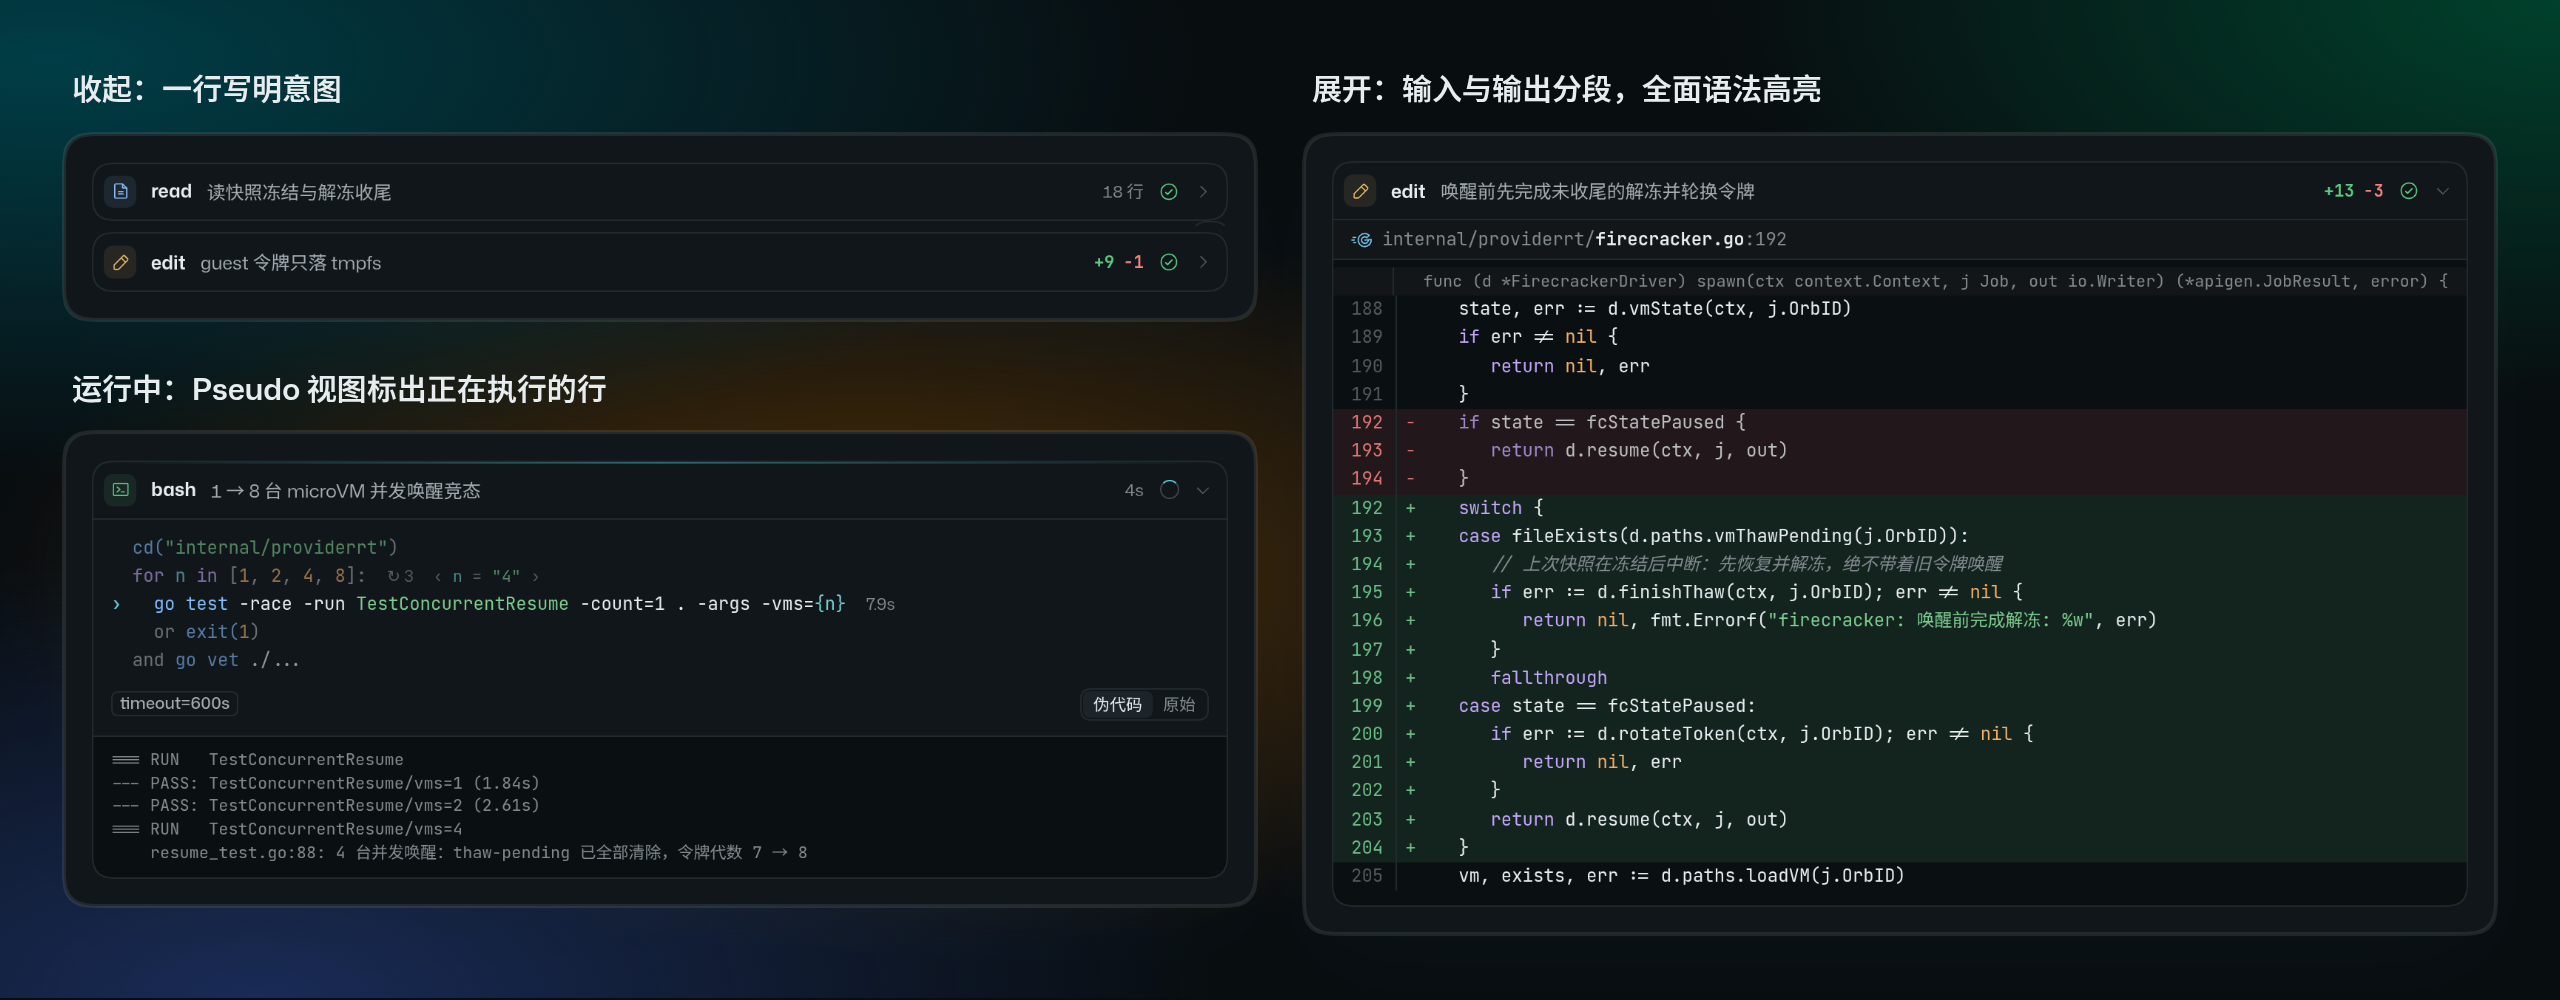 收起：一行写明意图
read 读快照冻结与解冻收尾 18 行
edit guest 令牌只落 tmpfs +9 -1
运行中：Pseudo 视图标出正在执行的行
bash 1 → 8 台 microVM 并发唤醒竞态 4s
cd("internal/providerrt")
for n in [1, 2, 4, 8]: ↻3 ‹ n = "4" ›
› go test -race -run TestConcurrentResume -count=1 . -args -vms={n} 7.9s
or exit(1)
and go vet ./...
timeout=600s 伪代码 原始
=== RUN TestConcurrentResume
--- PASS: TestConcurrentResume/vms=1 (1.84s)
--- PASS: TestConcurrentResume/vms=2 (2.61s)
=== RUN TestConcurrentResume/vms=4
resume_test.go:88: 4 台并发唤醒：thaw-pending 已全部清除，令牌代数 7 → 8
展开：输入与输出分段，全面语法高亮
edit 唤醒前先完成未收尾的解冻并轮换令牌 +13 -3
internal/providerrt/firecracker.go:192
func (d *FirecrackerDriver) spawn(ctx context.Context, j Job, out io.Writer) (*apigen.JobResult, error) {
188 state, err := d.vmState(ctx, j.OrbID)
189 if err != nil {
190 return nil, err
191 }
192 - if state == fcStatePaused {
193 - return d.resume(ctx, j, out)
194 - }
192 + switch {
193 + case fileExists(d.paths.vmThawPending(j.OrbID)):
194 + // 上次快照在冻结后中断：先恢复并解冻，绝不带着旧令牌唤醒
195 + if err := d.finishThaw(ctx, j.OrbID); err != nil {
196 + return nil, fmt.Errorf("firecracker: 唤醒前完成解冻: %w", err)
197 + }
198 + fallthrough
199 + case state == fcStatePaused:
200 + if err := d.rotateToken(ctx, j.OrbID); err != nil {
201 + return nil, err
202 + }
203 + return d.resume(ctx, j, out)
204 + }
205 vm, exists, err := d.paths.loadVM(j.OrbID)